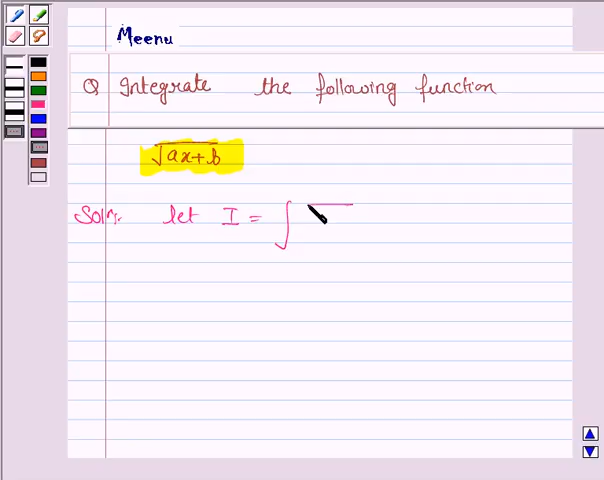 Meenu
Q Integrate the following function
√ax+b
Soln: let I = ∫ √